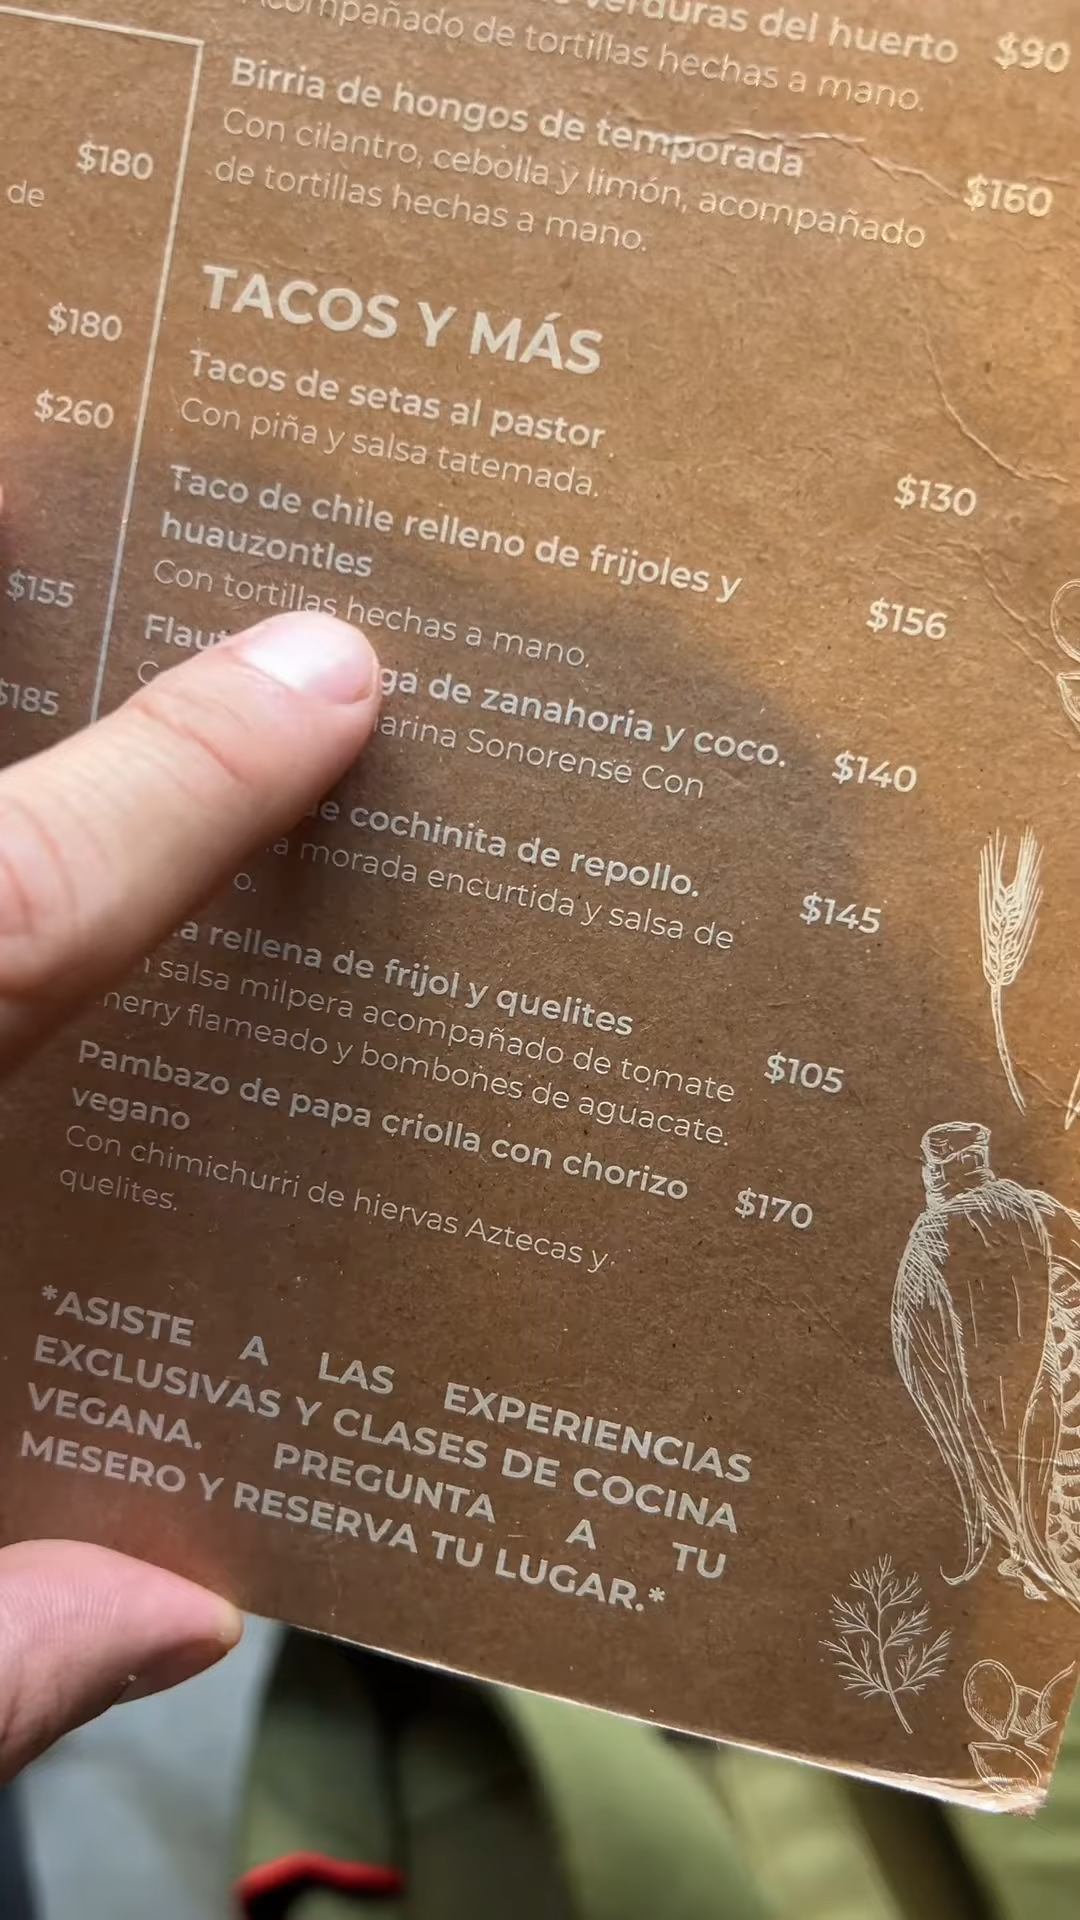 verduras del huerto $90
Acompañado de tortillas hechas a mano.
Birria de hongos de temporada
Con cilantro, cebolla y limón, acompañado $160
de tortillas hechas a mano.
$180
de
$180
$260
$155
$185
TACOS Y MÁS
Tacos de setas al pastor
Con piña y salsa tatemada. $130
Taco de chile relleno de frijoles y
huauzontles $156
Con tortillas hechas a mano.
de zanahoria y coco. $140
Sonorense Con
cochinita de repollo.
morada encurtida y salsa de $145
rellena de frijol y quelites
salsa milpera acompañado de tomate $105
flameado y bombones de aguacate.
Pambazo de papa criolla con chorizo
vegano $170
Con chimichurri de hiervas Aztecas y
quelites.
*ASISTE A LAS EXPERIENCIAS
EXCLUSIVAS Y CLASES DE COCINA
VEGANA. PREGUNTA A TU
MESERO Y RESERVA TU LUGAR.*